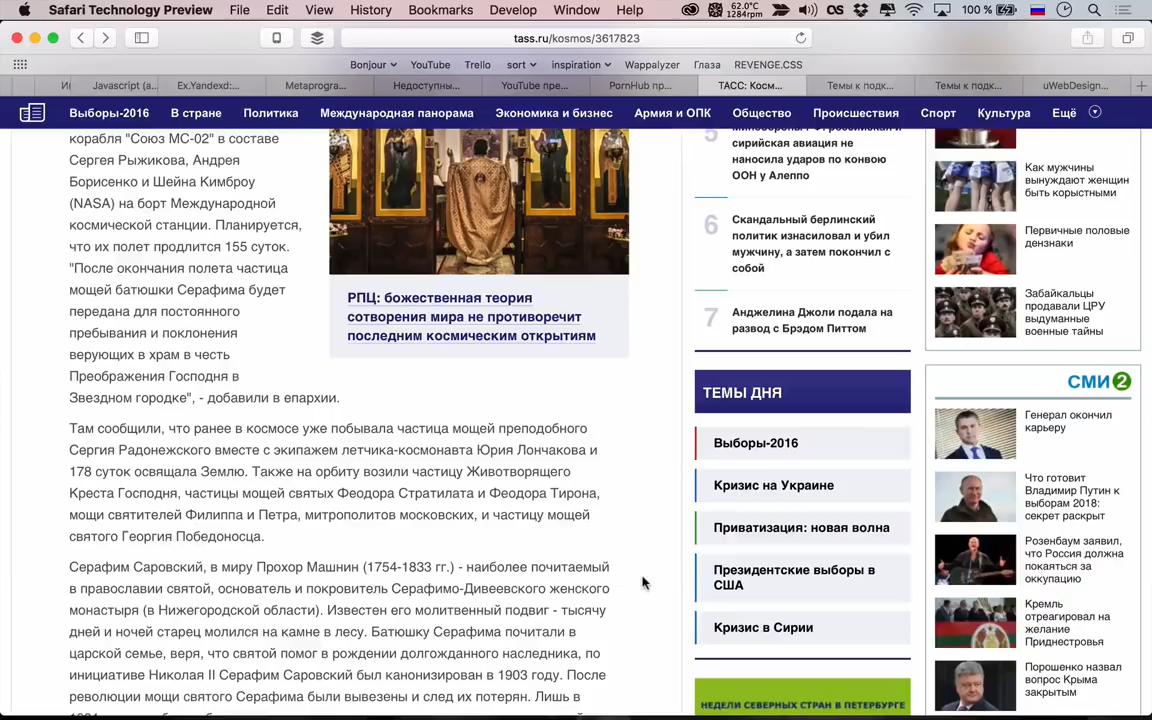 Safari Technology Preview File Edit View History Bookmarks Develop Window Help
62.0°C
1284rpm
OS
100 %
tass.ru/kosmos/3617823
Bonjour YouTube Trello sort inspiration Wappalyzer Глаза REVENGE.CSS
Javascript (a... Ex.Yandexd:... Metaprogra... Недоступны... YouTube пре... PornHub пр... ТАСС: Косм... Темы к подк... Темы к подк... uWebDesign...
Выборы-2016 В стране Политика Международная панорама Экономика и бизнес Армия и ОПК Общество Происшествия Спорт Культура Ещё
корабля "Союз МС-02" в составе
Сергея Рыжикова, Андрея
Борисенко и Шейна Кимброу
(NASA) на борт Международной
космической станции. Планируется,
что их полет продлится 155 суток.
"После окончания полета частица
мощей батюшки Серафима будет
передана для постоянного
пребывания и поклонения
верующих в храм в честь
Преображения Господня в
Звездном городке", - добавили в епархии.
РПЦ: божественная теория
сотворения мира не противоречит
последним космическим открытиям
Там сообщили, что ранее в космосе уже побывала частица мощей преподобного
Сергия Радонежского вместе с экипажем летчика-космонавта Юрия Лончакова и
178 суток освящала Землю. Также на орбиту возили частицу Животворящего
Креста Господня, частицы мощей святых Феодора Стратилата и Феодора Тирона,
мощи святителей Филиппа и Петра, митрополитов московских, и частицу мощей
святого Георгия Победоносца.
Серафим Саровский, в миру Прохор Машнин (1754-1833 гг.) - наиболее почитаемый
в православии святой, основатель и покровитель Серафимо-Дивеевского женского
монастыря (в Нижегородской области). Известен его молитвенный подвиг - тысячу
дней и ночей старец молился на камне в лесу. Батюшку Серафима почитали в
царской семье, веря, что святой помог в рождении долгожданного наследника, по
инициативе Николая II Серафим Саровский был канонизирован в 1903 году. После
революции мощи святого Серафима были вывезены и след их потерян. Лишь в
5
сирийская авиация не
наносила ударов по конвою
ООН у Алеппо
6
Скандальный берлинский
политик изнасиловал и убил
мужчину, а затем покончил с
собой
7
Анджелина Джоли подала на
развод с Брэдом Питтом
ТЕМЫ ДНЯ
Выборы-2016
Кризис на Украине
Приватизация: новая волна
Президентские выборы в
США
Кризис в Сирии
НЕДЕЛИ СЕВЕРНЫХ СТРАН В ПЕТЕРБУРГЕ
Как мужчины
вынуждают женщин
быть корыстными
Первичные половые
дензнаки
Забайкальцы
продавали ЦРУ
выдуманные
военные тайны
СМИ2
Генерал окончил
карьеру
Что готовит
Владимир Путин к
выборам 2018:
секрет раскрыт
Розенбаум заявил,
что Россия должна
покаяться за
оккупацию
Кремль
отреагировал на
желание
Приднестровья
Порошенко назвал
вопрос Крыма
закрытым